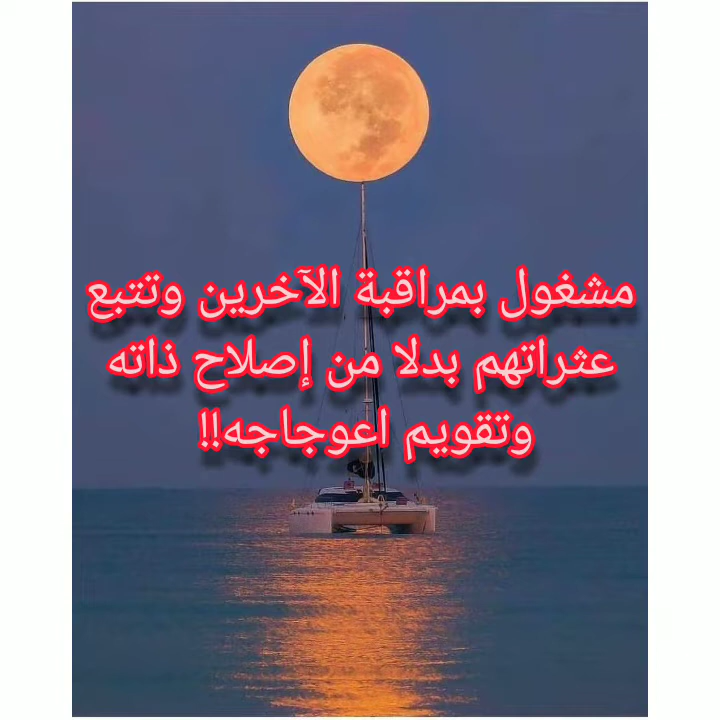 مشغول بمراقبة الآخرين وتتبع
عثراتهم بدلا من إصلاح ذاته
وتقويم اعوجاجه!!